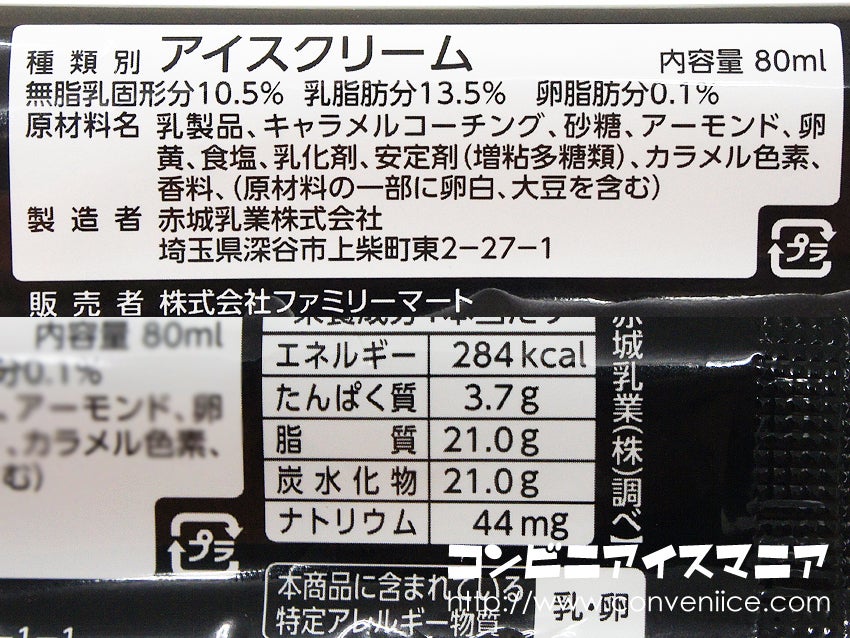 種類別 アイスクリーム 内容量 80ml
無脂乳固形分10.5% 乳脂肪分13.5% 卵脂肪分0.1%
原材料名 乳製品、キャラメルコーチング、砂糖、アーモンド、卵
黄、食塩、乳化剤、安定剤(増粘多糖類)、カラメル色素、
香料、(原材料の一部に卵白、大豆を含む)
製造者 赤城乳業株式会社
埼玉県深谷市上柴町東2-27-1
プラ
販売者 株式会社ファミリーマート
内容量 80ml
分0.1%
、アーモンド、卵
、カラメル色素、
む)
プラ
エネルギー 284kcal
たんぱく質 3.7g
脂質 21.0g
炭水化物 21.0g
ナトリウム 44mg
赤城乳業(株)調べ
本商品に含まれている
特定アレルギー物質
乳・卵
コンビニアイスマニア
http://www.conveniice.com/